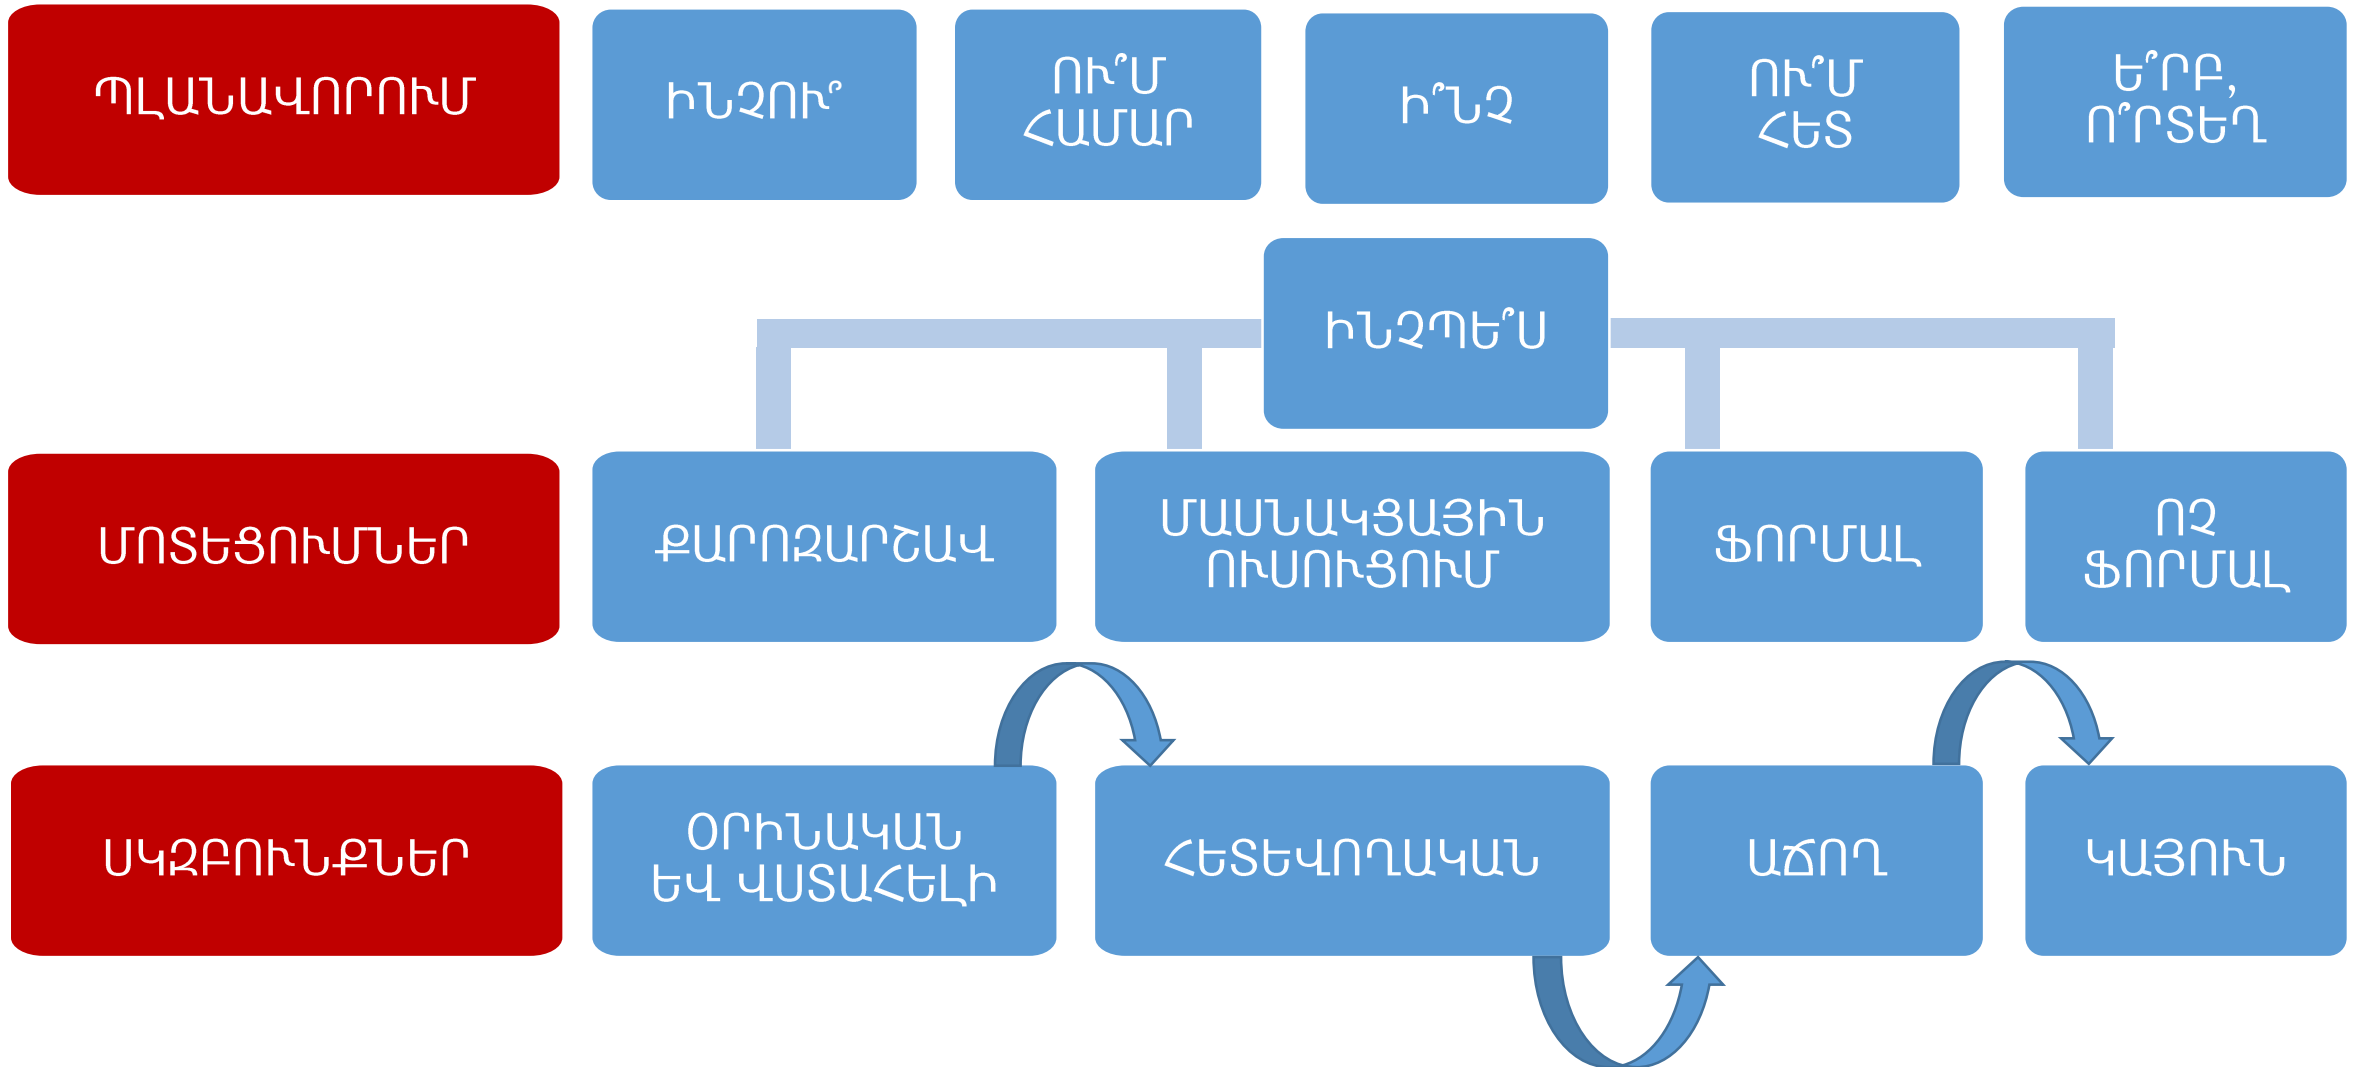 ՊԼԱՆԱՎՈՐՈՒՄ
ԻՆՉՈՒ՞
ՈՒ՞Մ
ՀԱՄԱՐ
Ի՞ՆՉ
ՈՒ՞Մ
ՀԵՏ
Ե՞ՐԲ,
Ո՞ՐՏԵՂ
ԻՆՉՊԵ՞Ս
ՄՈՏԵՑՈՒՄՆԵՐ
ՔԱՐՈԶԱՐՇԱՎ
ՄԱՍՆԱԿՑԱՅԻՆ
ՈՒՍՈՒՑՈՒՄ
ՖՈՐՄԱԼ
ՈՉ
ՖՈՐՄԱԼ
ՍԿԶԲՈՒՆՔՆԵՐ
ՕՐԻՆԱԿԱՆ
ԵՎ ՎՍՏԱՀԵԼԻ
ՀԵՏԵՎՈՂԱԿԱՆ
ԱՃՈՂ
ԿԱՅՈՒՆ